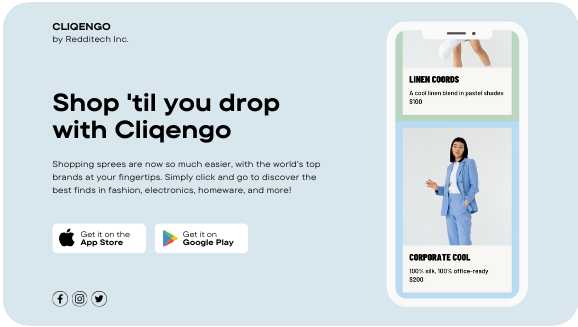 CLIQENGO
by Redditech Inc.
Shop 'til you drop
with Cliqengo
Shopping sprees are now so much easier, with the world's top
brands at your fingertips. Simply click and go to discover the
best finds in fashion, electronics, homeware, and more!
Get it on the
App Store
Get it on
Google Play
LINEN COORDS
A cool linen blend in pastel shades
$100
CORPORATE COOL
100% silk, 100% office-ready
$200